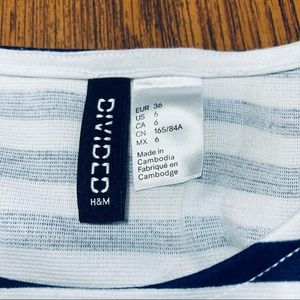 DIVIDED
H&M
EUR 36
US 6
CA 6
CN 165/84A
MX 6
Made in
Cambodia
Fabriqué en
Cambodge